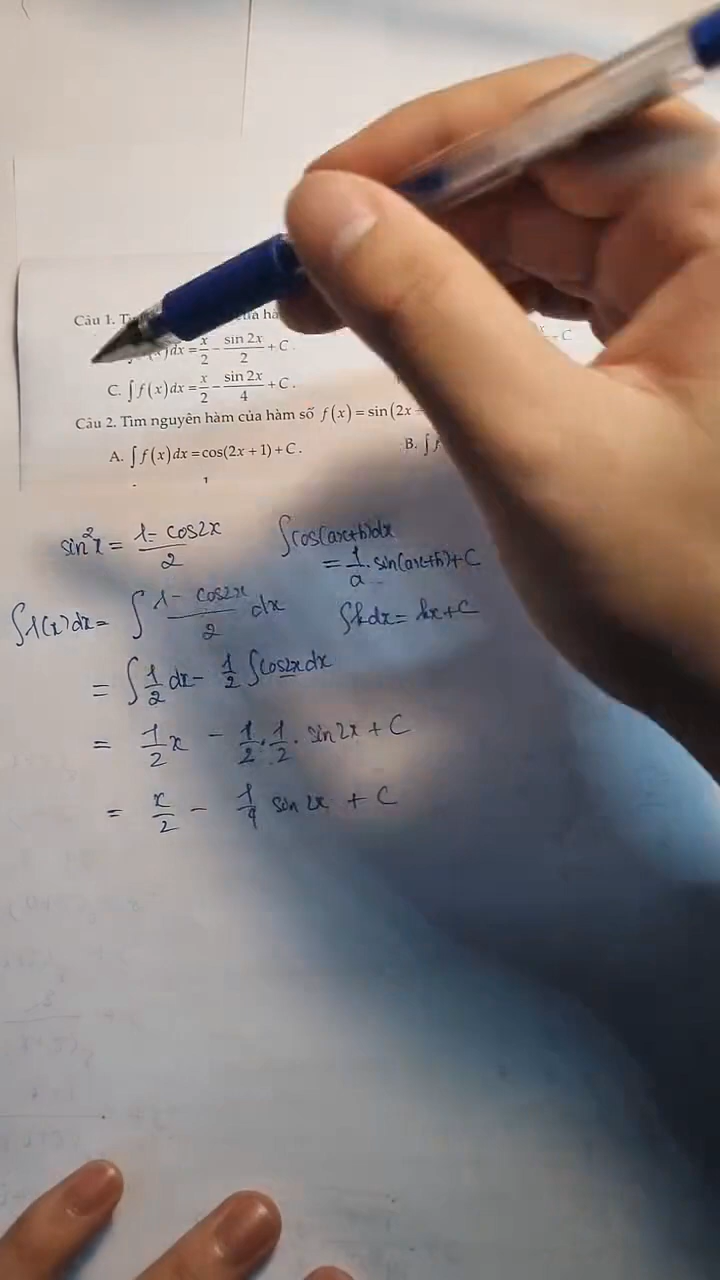 Câu 1. của hà
(x)dx = x/2 - sin 2x/2 + C. - C
C. ∫f(x)dx = x/2 - sin 2x/4 + C.
Câu 2. Tìm nguyên hàm của hàm số f(x) = sin(2x
A. ∫f(x)dx = cos(2x + 1) + C. B. ∫f
sin²x = 1 - cos2x/2
∫cos(ax+b)dx
= 1/a . sin(ax+b) + C
∫f(x)dx = ∫ 1 - cos2x/2 dx
∫kdx = kx + C
= ∫1/2 dx - 1/2 ∫cos2x dx
= 1/2 x - 1/2 . 1/2 . sin2x + C
= x/2 - 1/4 sin 2x + C